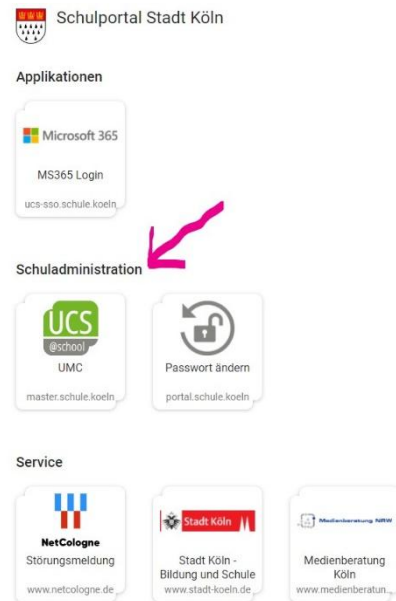 Schulportal Stadt Köln
Applikationen
Microsoft 365
MS365 Login
ucs-sso.schule.koeln
Schuladministration
UCS
@school
UMC
master.schule.koeln
Passwort ändern
portal.schule.koeln
Service
NetCologne
Störungsmeldung
www.netcologne.de
Stadt Köln
Stadt Köln -
Bildung und Schule
www.stadt-koeln.de
Medienberatung NRW
Medienberatung
Köln
www.medienberatun...